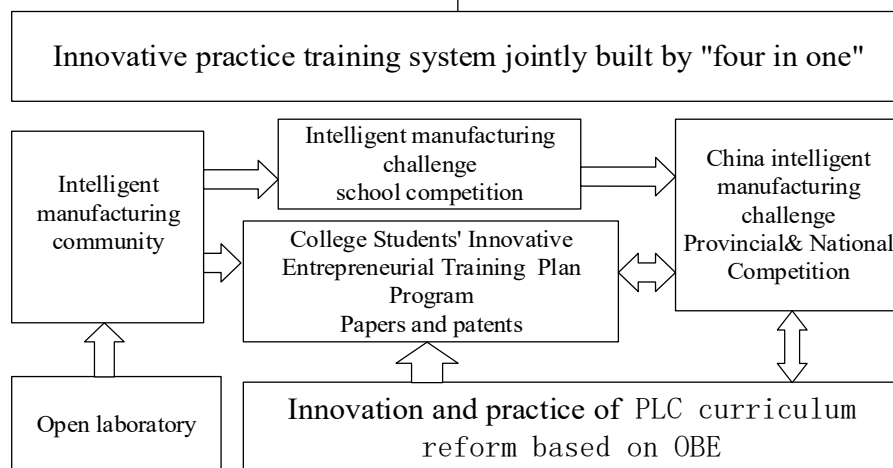 Innovative practice training system jointly built by "four in one"
Intelligent
manufacturing
community
Intelligent manufacturing
challenge
school competition
China intelligent
manufacturing
challenge
Provincial& National
Competition
College Students' Innovative
Entrepreneurial Training Plan
Program
Papers and patents
Open laboratory
Innovation and practice of PLC curriculum
reform based on OBE